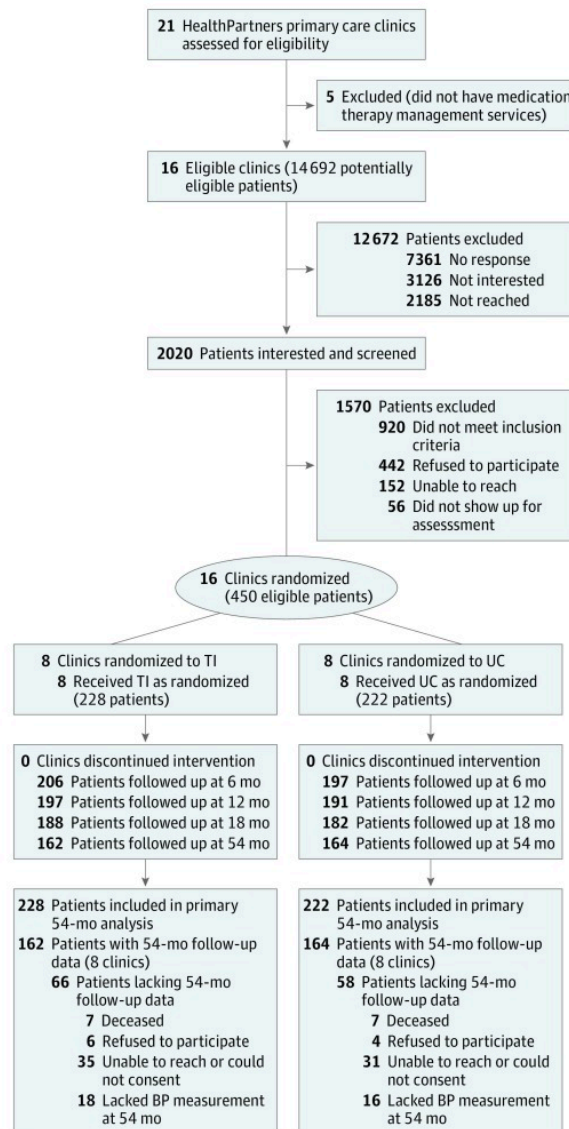 21 HealthPartners primary care clinics
assessed for eligibility
5 Excluded (did not have medication
therapy management services)
16 Eligible clinics (14 692 potentially
eligible patients)
12 672 Patients excluded
7361 No response
3126 Not interested
2185 Not reached
2020 Patients interested and screened
1570 Patients excluded
920 Did not meet inclusion
criteria
442 Refused to participate
152 Unable to reach
56 Did not show up for
assesssment
16 Clinics randomized
(450 eligible patients)
8 Clinics randomized to TI
8 Received TI as randomized
(228 patients)
8 Clinics randomized to UC
8 Received UC as randomized
(222 patients)
0 Clinics discontinued intervention
206 Patients followed up at 6 mo
197 Patients followed up at 12 mo
188 Patients followed up at 18 mo
162 Patients followed up at 54 mo
0 Clinics discontinued intervention
197 Patients followed up at 6 mo
191 Patients followed up at 12 mo
182 Patients followed up at 18 mo
164 Patients followed up at 54 mo
228 Patients included in primary
54-mo analysis
162 Patients with 54-mo follow-up
data (8 clinics)
66 Patients lacking 54-mo
follow-up data
7 Deceased
6 Refused to participate
35 Unable to reach or could
not consent
18 Lacked BP measurement
at 54 mo
222 Patients included in primary
54-mo analysis
164 Patients with 54-mo follow-up
data (8 clinics)
58 Patients lacking 54-mo
follow-up data
7 Deceased
4 Refused to participate
31 Unable to reach or could
not consent
16 Lacked BP measurement
at 54 mo